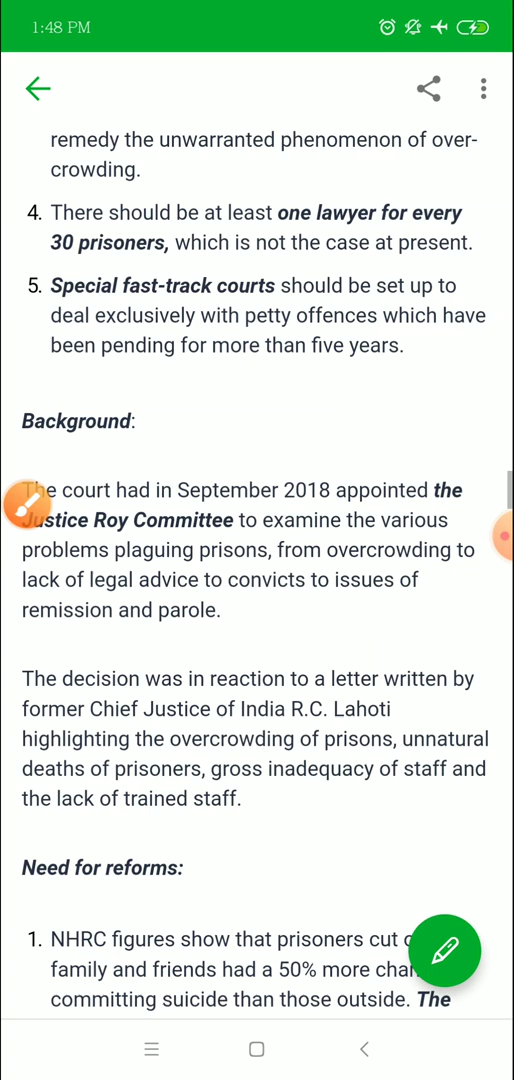 1:48 PM
remedy the unwarranted phenomenon of over-
crowding.
4. There should be at least one lawyer for every
30 prisoners, which is not the case at present.
5. Special fast-track courts should be set up to
deal exclusively with petty offences which have
been pending for more than five years.
Background:
The court had in September 2018 appointed the
Justice Roy Committee to examine the various
problems plaguing prisons, from overcrowding to
lack of legal advice to convicts to issues of
remission and parole.
The decision was in reaction to a letter written by
former Chief Justice of India R.C. Lahoti
highlighting the overcrowding of prisons, unnatural
deaths of prisoners, gross inadequacy of staff and
the lack of trained staff.
Need for reforms:
1. NHRC figures show that prisoners cut
family and friends had a 50% more
committing suicide than those outside. The